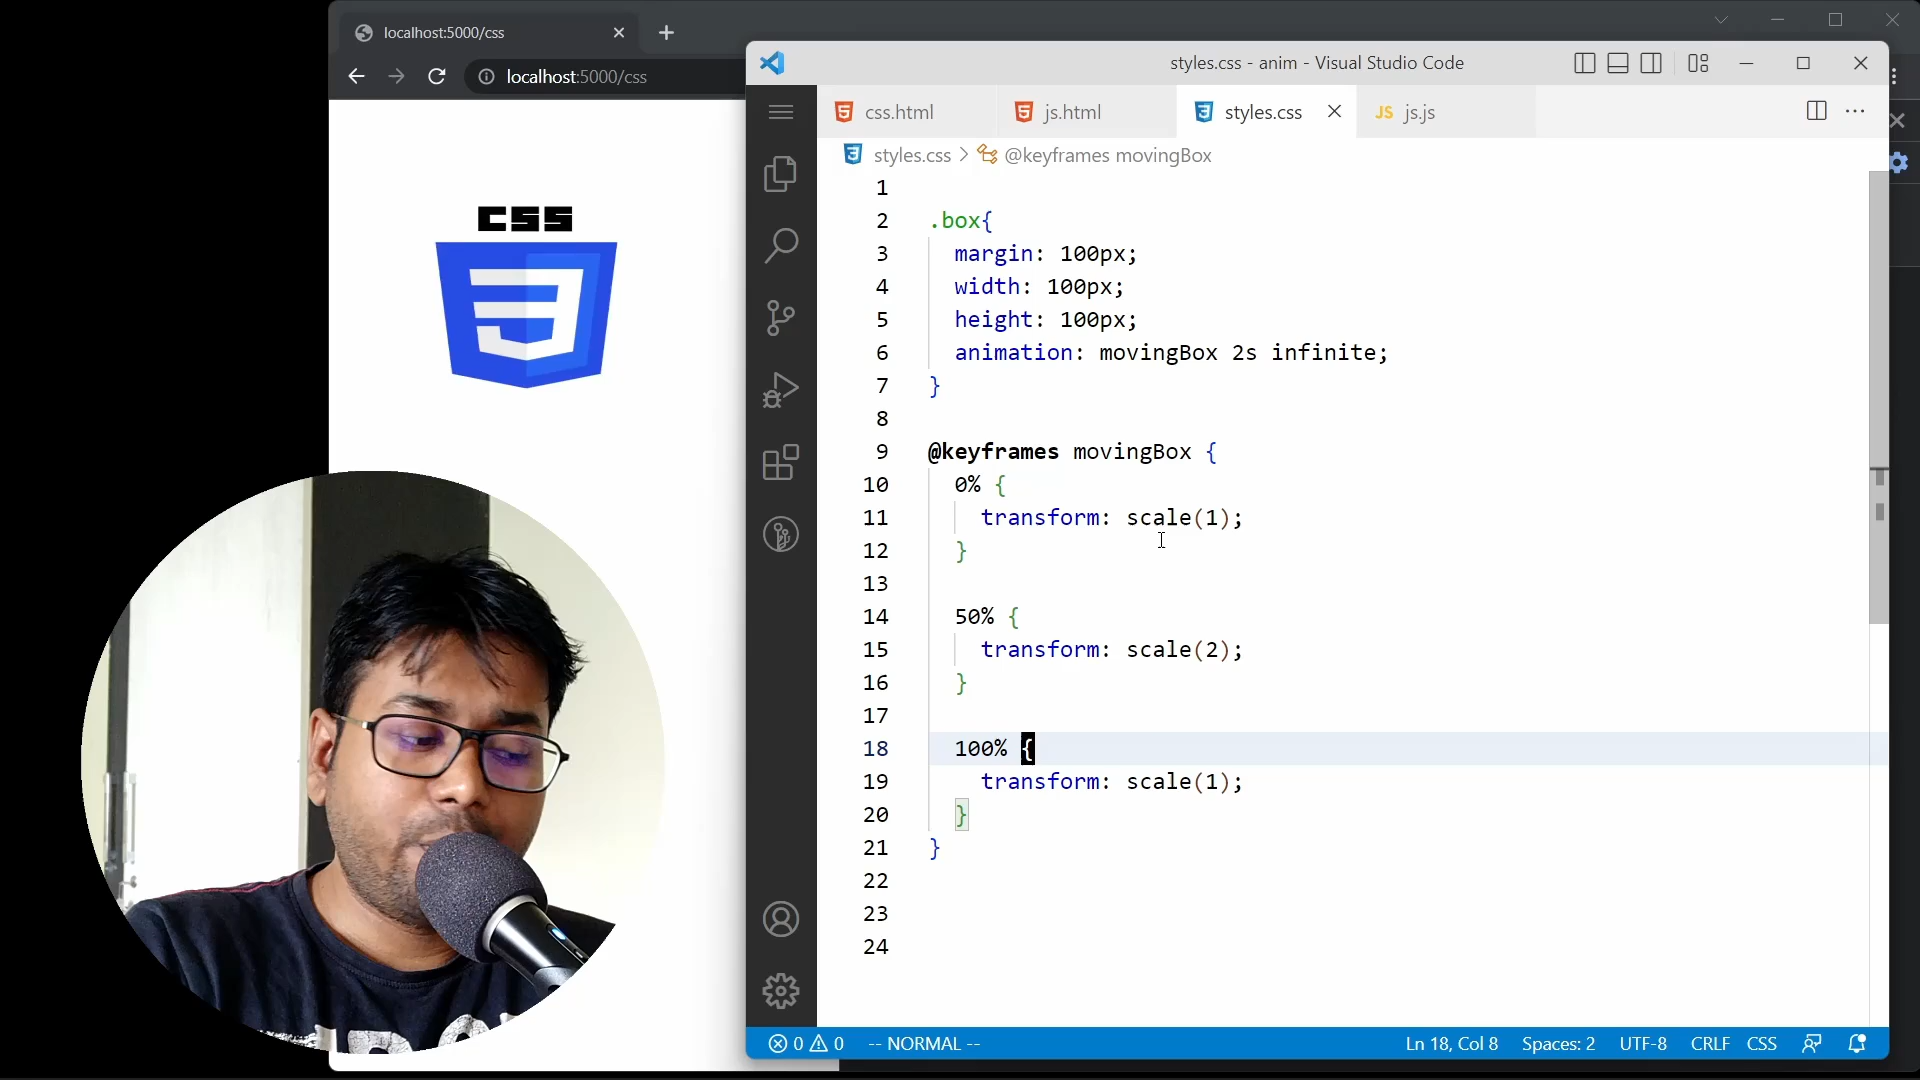 localhost:5000/css
localhost:5000/css
CSS
styles.css - anim - Visual Studio Code
css.html
js.html
styles.css
JS js.js
styles.css > @keyframes movingBox
1
2 .box{
3 margin: 100px;
4 width: 100px;
5 height: 100px;
6 animation: movingBox 2s infinite;
7 }
8
9 @keyframes movingBox {
10 0% {
11 transform: scale(1);
12 }
13
14 50% {
15 transform: scale(2);
16 }
17
18 100% {
19 transform: scale(1);
20 }
21 }
22
23
24
0 0 -- NORMAL -- Ln 18, Col 8 Spaces: 2 UTF-8 CRLF CSS